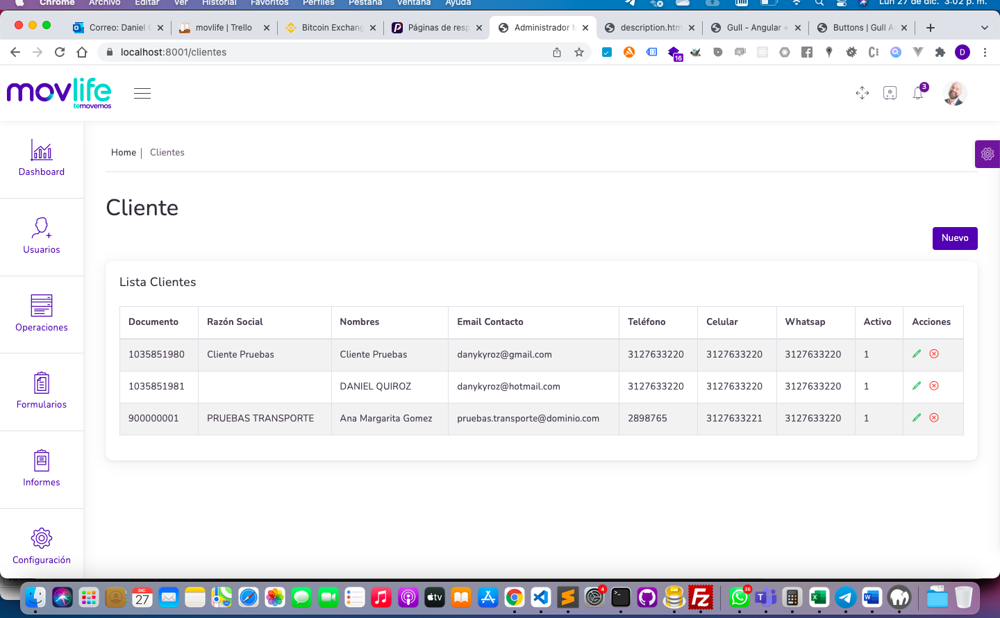 Chrome Archivo Editar Ver Historial Favoritos Perfiles Pestaña Ventana Ayuda Lun 27 de dic. 3:02 p. m.
Correo: Daniel movlife | Trello Bitcoin Exchang Páginas de resp Administrador description.htm Gull - Angular + Buttons | Gull A
localhost:8001/clientes
16
D
movlife
temovemos
3
Home | Clientes
Dashboard
Cliente
Usuarios
Nuevo
Lista Clientes
Documento Razón Social Nombres Email Contacto Teléfono Celular Whatsap Activo Acciones
1035851980 Cliente Pruebas Cliente Pruebas danykyroz@gmail.com 3127633220 3127633220 3127633220 1
1035851981 DANIEL QUIROZ danykyroz@hotmail.com 3127633220 3127633220 3127633220 1
900000001 PRUEBAS TRANSPORTE Ana Margarita Gomez pruebas.transporte@dominio.com 2898765 3127633221 3127633220 1
Operaciones
Formularios
Informes
Configuración
DIC
27
tv
4
36